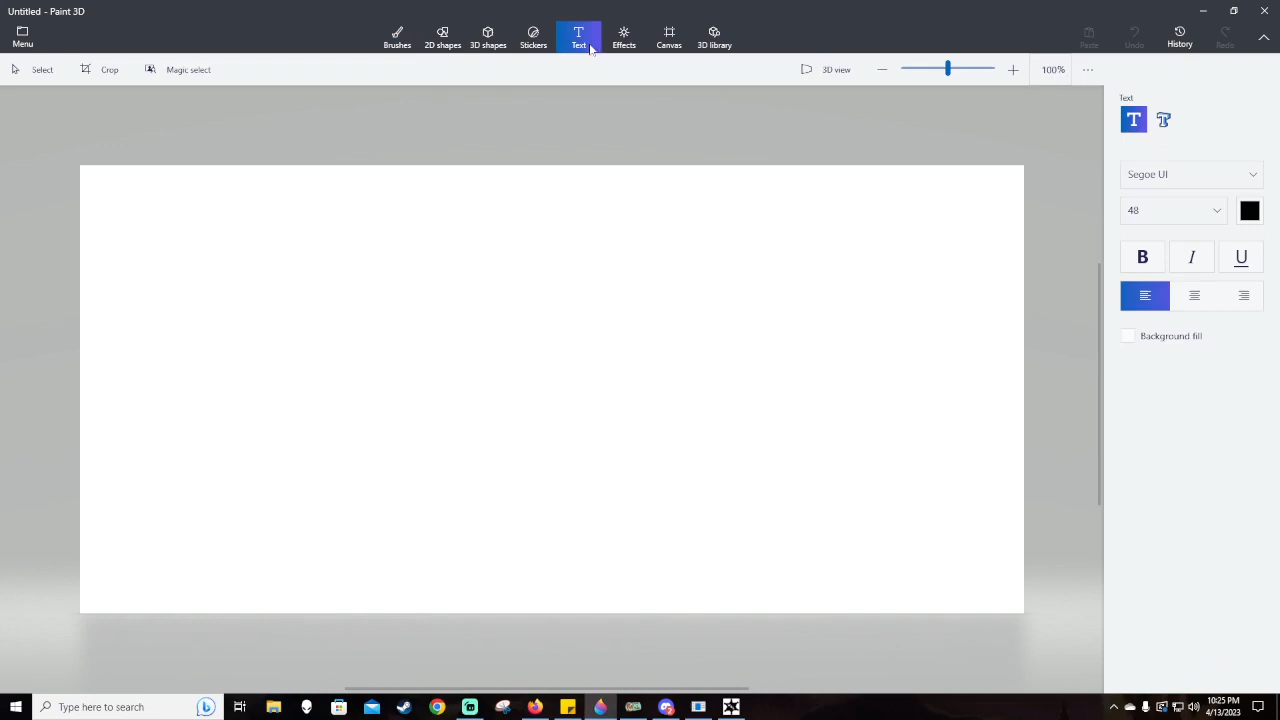 Untitled - Paint 3D
Menu
Brushes
2D shapes
3D shapes
Stickers
Text
Effects
Canvas
3D library
Paste
Undo
History
Redo
Select
Crop
Magic select
3D view
100%
Text
Segoe UI
48
B
I
U
Background fill
Type here to search
10:25 PM
4/13/2023